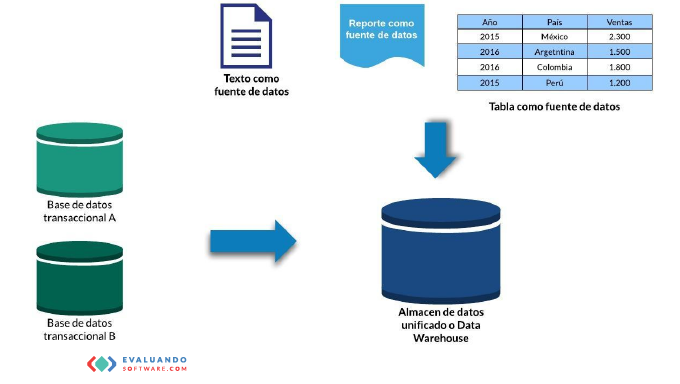 Reporte como
fuente de datos
Texto como
fuente de datos
Año País Ventas
2015 México 2.300
2016 Argetntina 1.500
2016 Colombia 1.800
2015 Perú 1.200
Tabla como fuente de datos
Base de datos
transaccional A
Base de datos
transaccional B
Almacen de datos
unificado o Data
Warehouse
EVALUANDO
SOFTWARE.COM